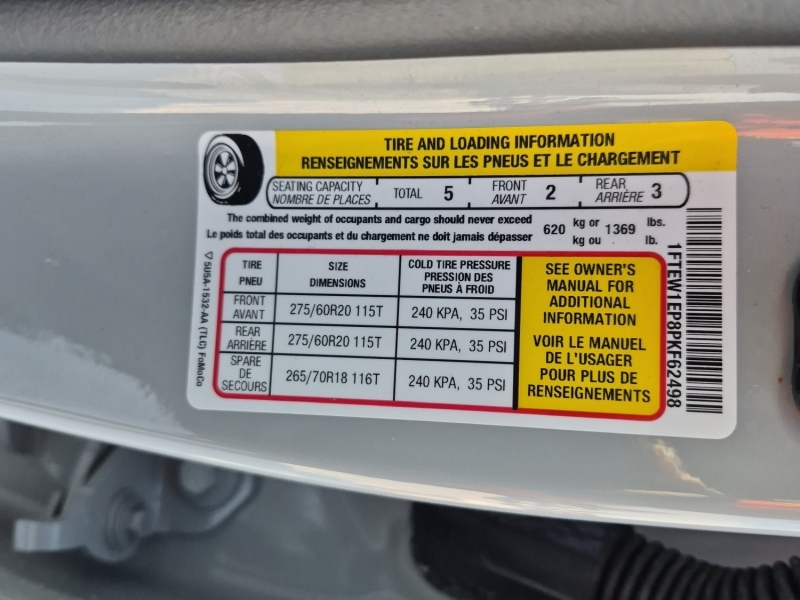 TIRE AND LOADING INFORMATION
RENSEIGNEMENTS SUR LES PNEUS ET LE CHARGEMENT
SEATING CAPACITY TOTAL 5 FRONT 2 REAR 3
NOMBRE DE PLACES AVANT ARRIÈRE
The combined weight of occupants and cargo should never exceed 620 kg or 1369 lbs.
Le poids total des occupants et du chargement ne doit jamais dépasser kg ou lb.
TIRE
PNEU
SIZE
DIMENSIONS
COLD TIRE PRESSURE
PRESSION DES
PNEUS À FROID
FRONT
AVANT
275/60R20 115T
240 KPA, 35 PSI
REAR
ARRIÈRE
275/60R20 115T
240 KPA, 35 PSI
SPARE
DE
SECOURS
265/70R18 116T
240 KPA, 35 PSI
SEE OWNER'S
MANUAL FOR
ADDITIONAL
INFORMATION
VOIR LE MANUEL
DE L'USAGER
POUR PLUS DE
RENSEIGNEMENTS
1FTEW1EP8PKF62498
5U5A-1532-AA (TLC) FoMoCo